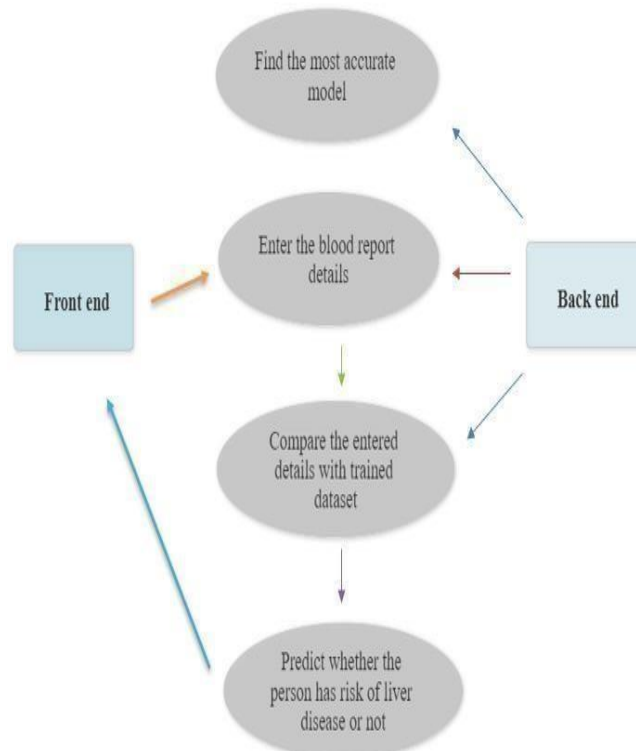 Find the most accurate
model
Enter the blood report
details
Front end
Back end
Compare the entered
details with trained
dataset
Predict whether the
person has risk of liver
disease or not